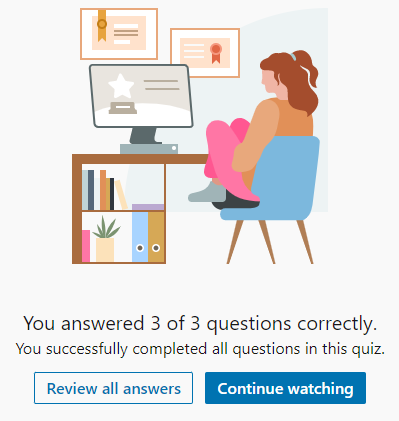 You answered 3 of 3 questions correctly.
You successfully completed all questions in this quiz.
Review all answers
Continue watching